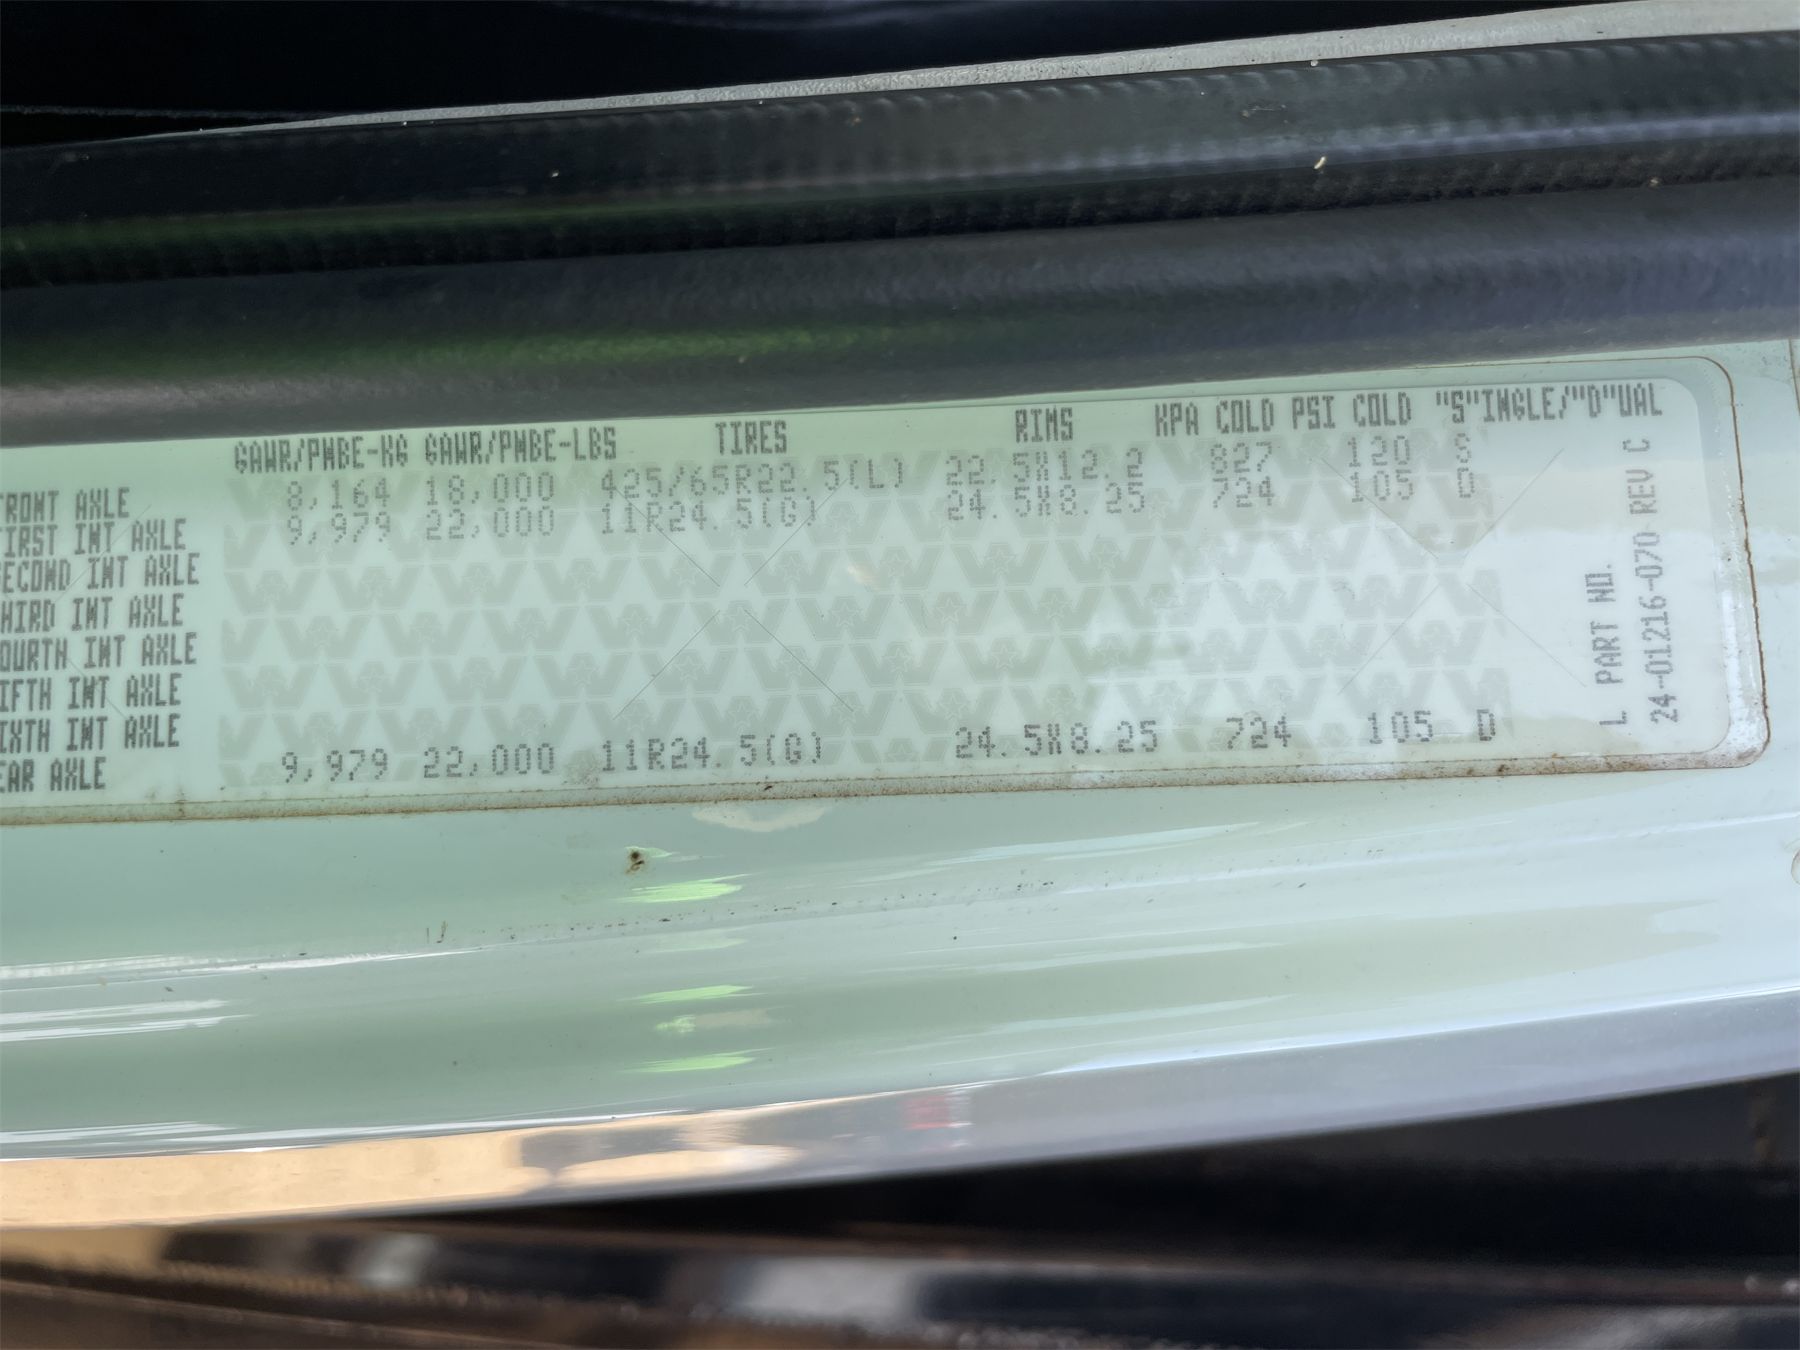 GAWR/PNBE-KG GAWR/PNBE-LBS TIRES RIMS KPA COLD PSI COLD "S"INGLE/"D"UAL
RONT AXLE 8,164 18,000 425/65R22.5(L) 22.5X12.2 827 120 S
IRST INT AXLE 9,979 22,000 11R24.5(G) 24.5X8.25 724 105 D
ECOND INT AXLE
HIRD INT AXLE
OURTH INT AXLE
IFTH INT AXLE
IXTH INT AXLE
EAR AXLE 9,979 22,000 11R24.5(G) 24.5X8.25 724 105 D
L PART NO.
24-01216-070 REV C